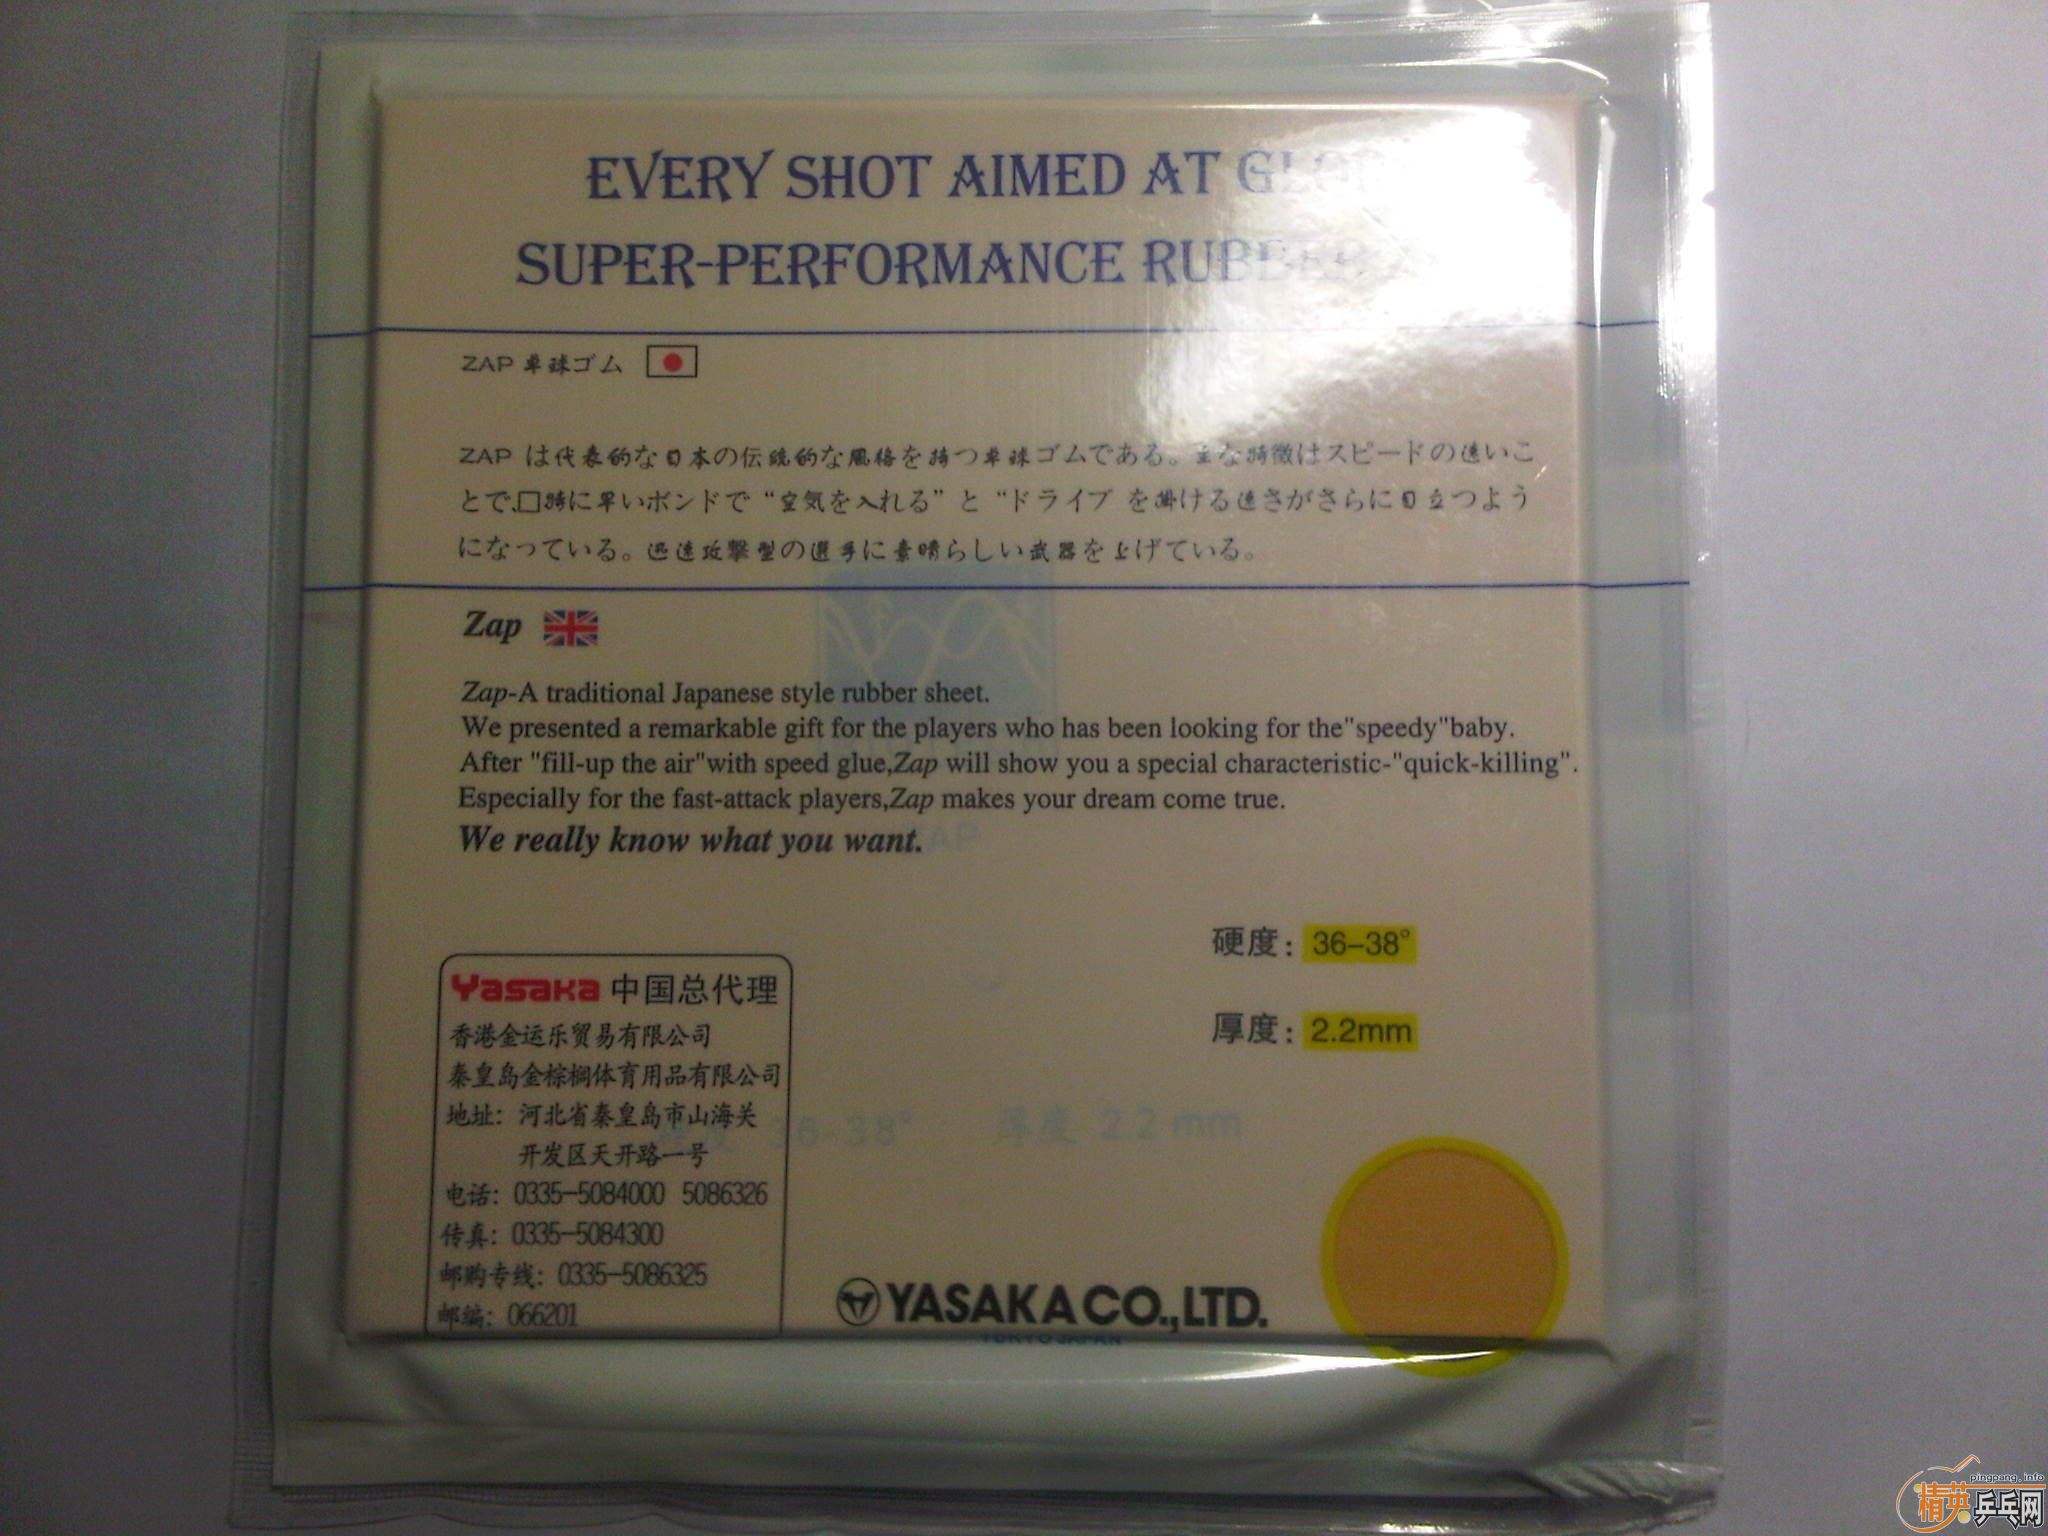 EVERY SHOT AIMED AT
SUPER-PERFORMANCE RUBBER
ZAP 卓球ゴム
ZAP は代表的な日本の伝統的な風格を持つ卓球ゴムである。主な特徴はスピードの速いこ
とで、□特に早いボンドで“空気を入れる”と“ドライブ を掛ける速さがさらに目立つよう
になっている。迅速攻撃型の選手に素晴らしい武器を上げている。
Zap
Zap-A traditional Japanese style rubber sheet.
We presented a remarkable gift for the players who has been looking for the"speedy"baby.
After "fill-up the air"with speed glue,Zap will show you a special characteristic-"quick-killing".
Especially for the fast-attack players,Zap makes your dream come true.
We really know what you want.
ZAP
硬度: 36-38°
厚度: 2.2mm
Yasaka 中国总代理
香港金运乐贸易有限公司
秦皇岛金棕榈体育用品有限公司
地址: 河北省秦皇岛市山海关
开发区天开路一号
电话: 0335-5084000 5086326
传真: 0335-5084300
邮购专线: 0335-5086325
邮编: 066201
36-38° 厚度 2.2mm
YASAKA CO.,LTD.
TOKYO JAPAN
pingpang.info
精英乒乓网